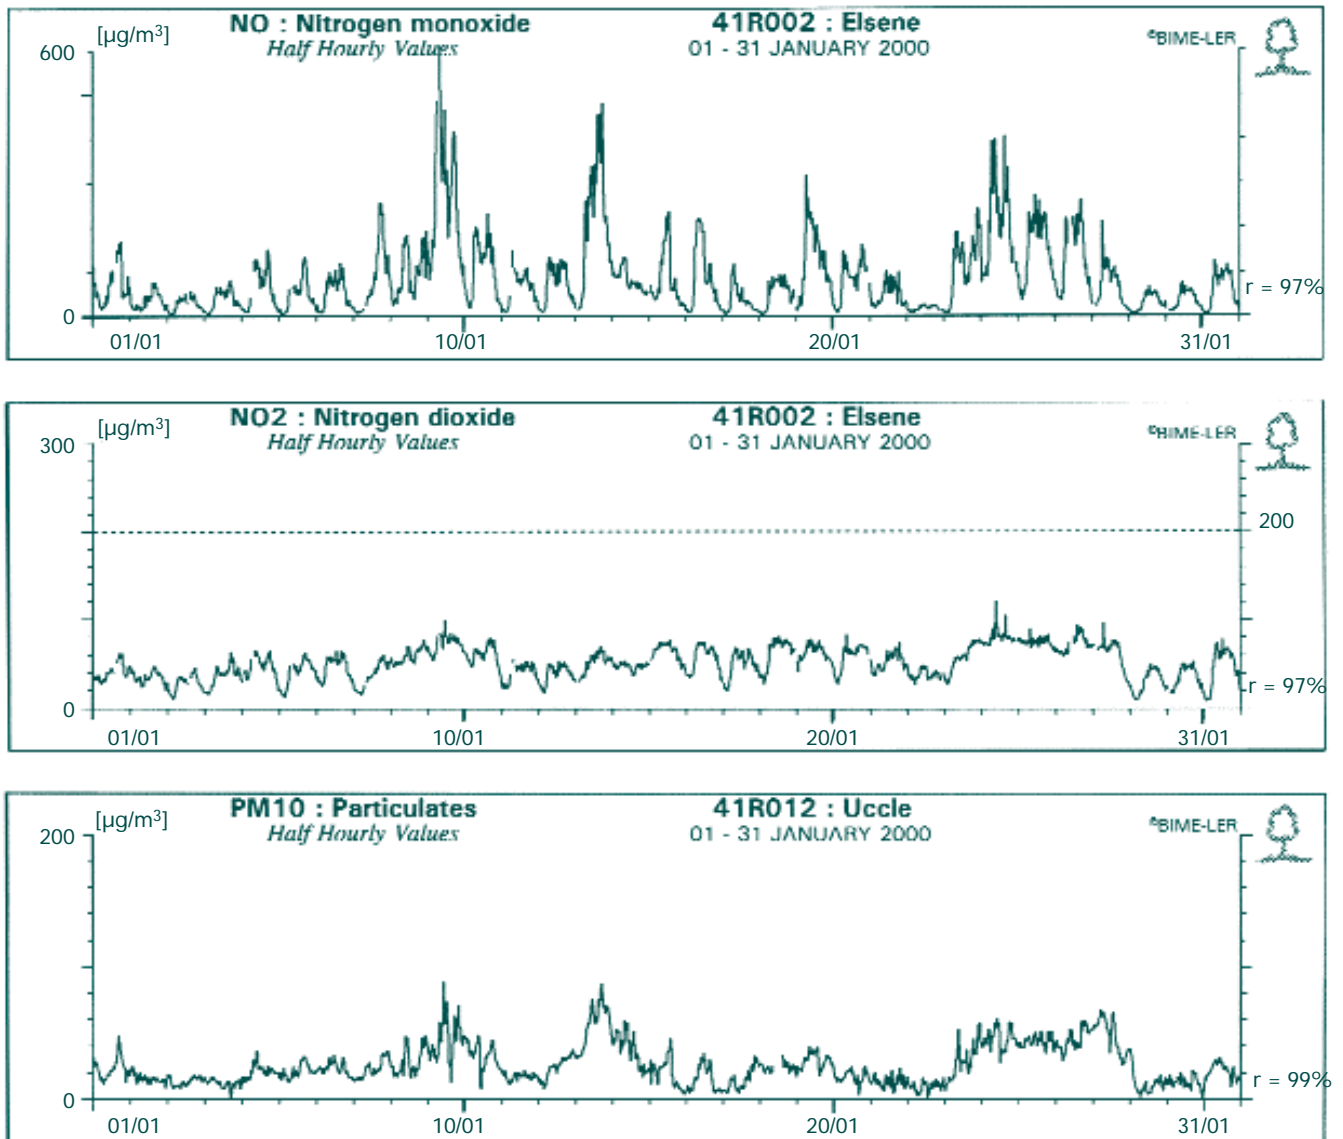 NO : Nitrogen monoxide
Half Hourly Values
41R002 : Elsene
01 - 31 JANUARY 2000
©BIME-LER
[µg/m³]
600
0
r = 97%
01/01 10/01 20/01 31/01
NO2 : Nitrogen dioxide
Half Hourly Values
41R002 : Elsene
01 - 31 JANUARY 2000
©BIME-LER
[µg/m³]
300
200
0
r = 97%
01/01 10/01 20/01 31/01
PM10 : Particulates
Half Hourly Values
41R012 : Uccle
01 - 31 JANUARY 2000
©BIME-LER
[µg/m³]
200
0
r = 99%
01/01 10/01 20/01 31/01